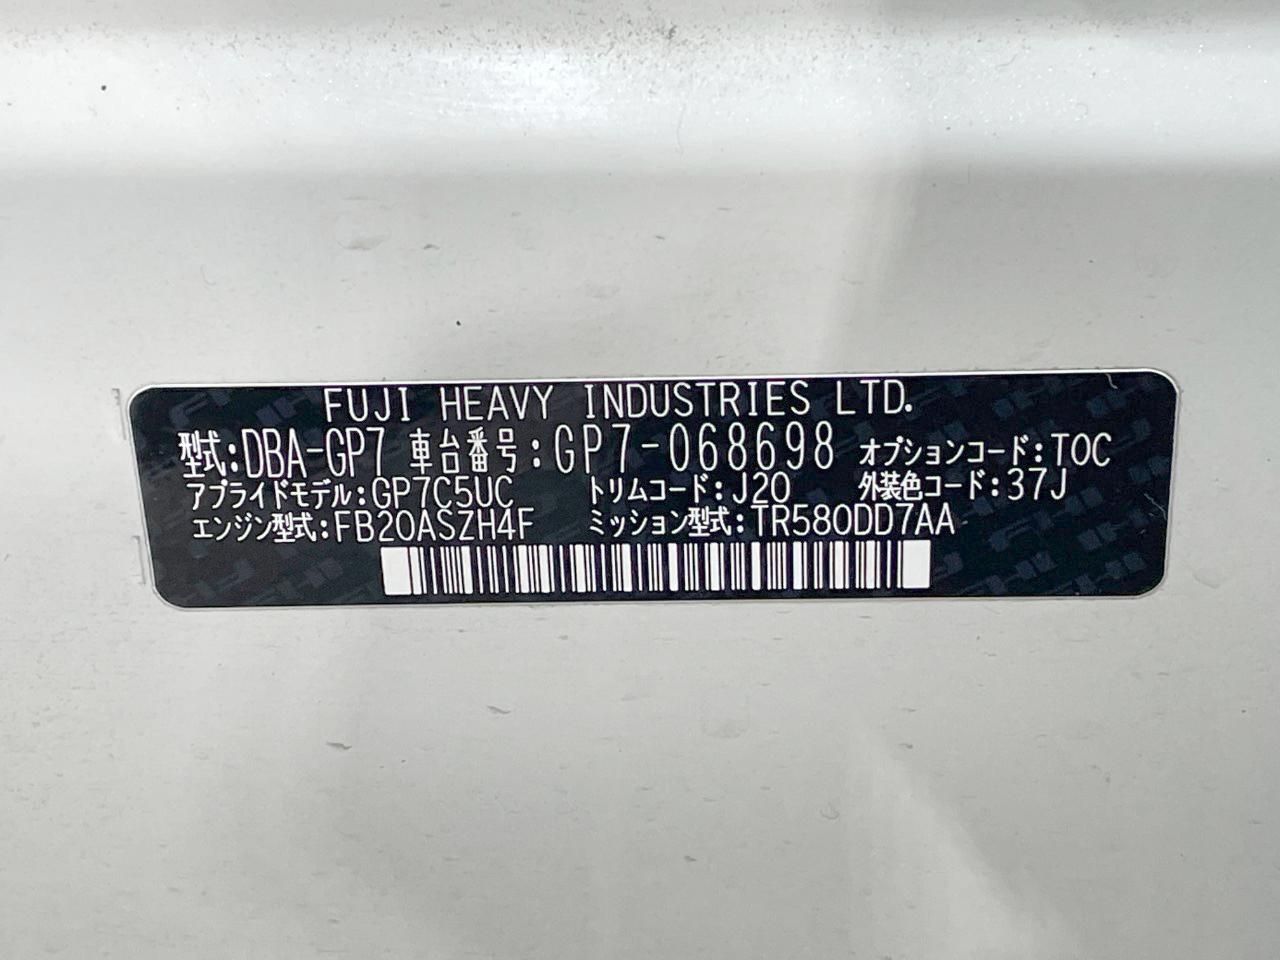 FUJI HEAVY INDUSTRIES LTD.
型式:DBA-GP7 車台番号:GP7-068698 オプションコード:TOC
アプライドモデル:GP7C5UC トリムコード:J20 外装色コード:37J
エンジン型式:FB20ASZH4F ミッション型式:TR580DD7AA